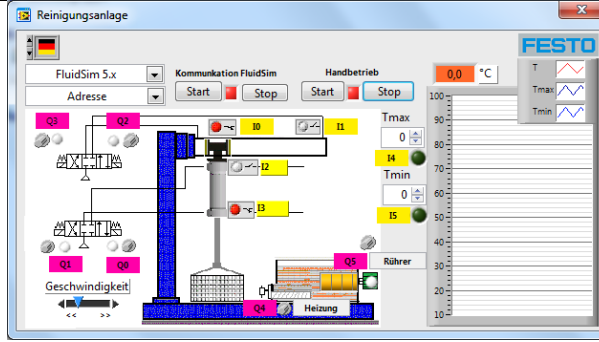 Reinigungsanlage
FESTO
FluidSim 5.x
Adresse
Kommunkation FluidSim
Start
Stop
Handbetrieb
Start
Stop
0,0 °C
T
Tmax
Tmin
Q3
Q2
I0
I1
I2
I3
Tmax
0
I4
Tmin
0
I5
Q1
Q0
Geschwindigkeit
<< >>
Q5
Rührer
Q4
Heizung
100
90
80
70
60
50
40
30
20
10